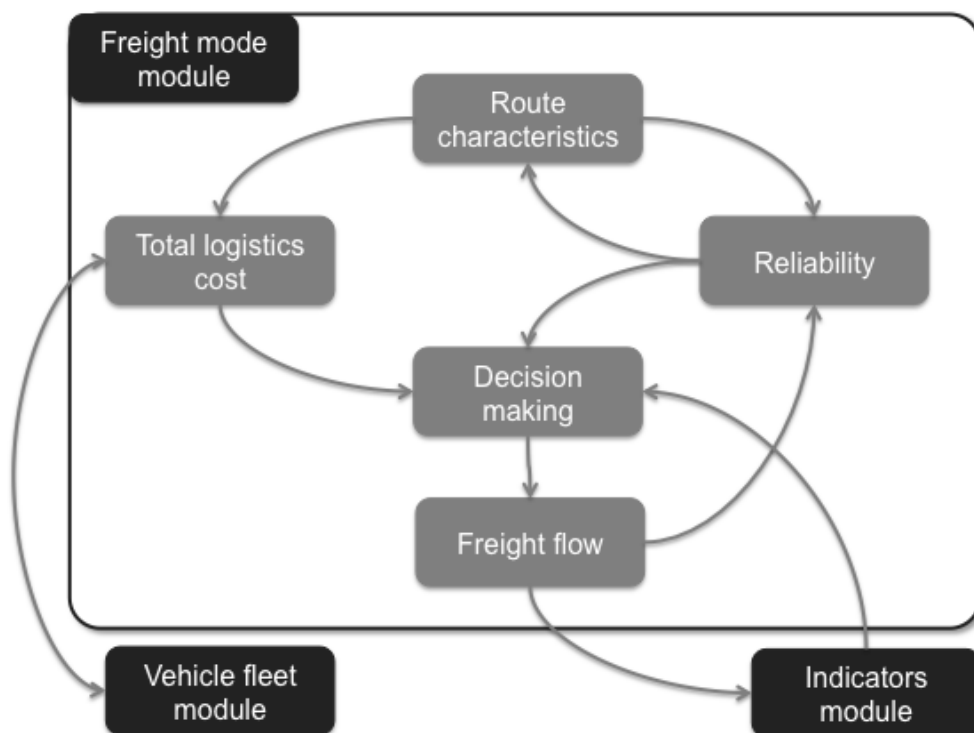 Freight mode
module
Route
characteristics
Total logistics
cost
Reliability
Decision
making
Freight flow
Vehicle fleet
module
Indicators
module